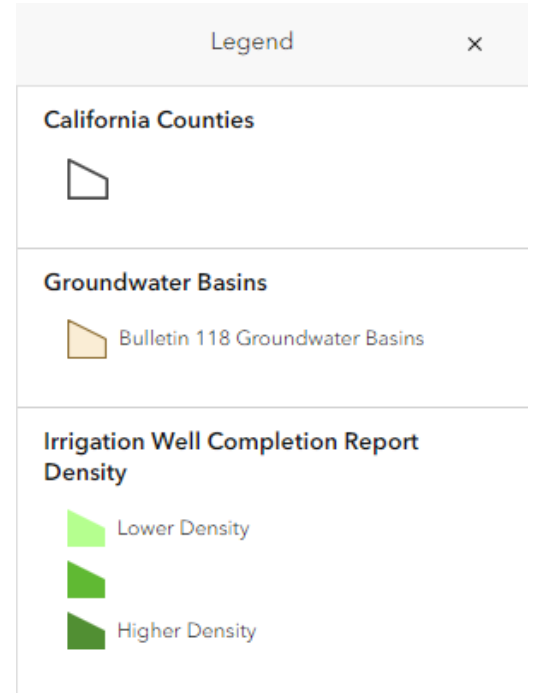 Legend ×
California Counties
Groundwater Basins
Bulletin 118 Groundwater Basins
Irrigation Well Completion Report
Density
Lower Density
Higher Density